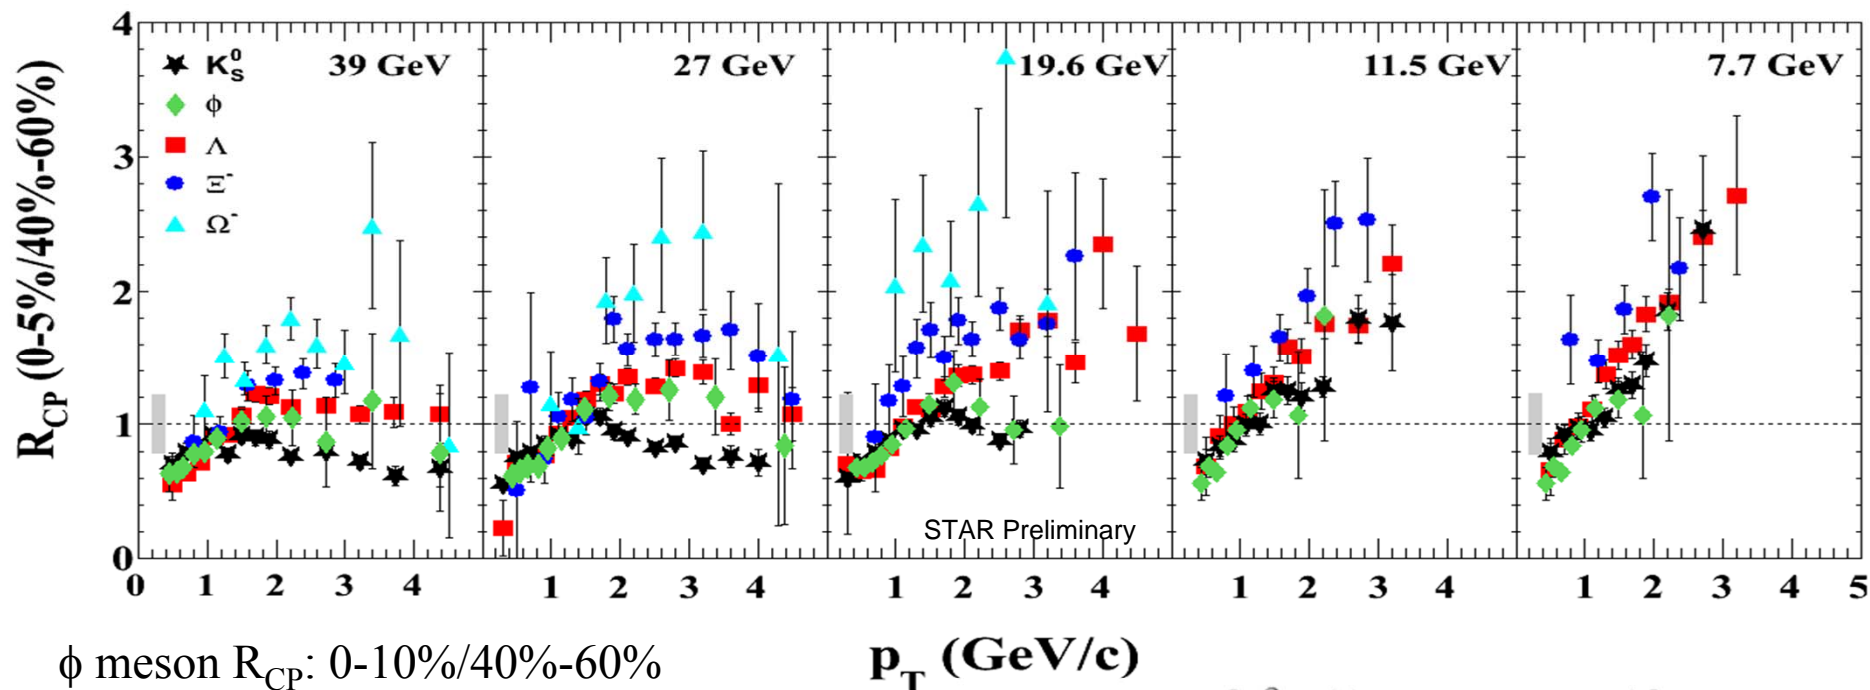 R_CP (0-5%/40%-60%)
4
3
2
1
0
K⁰_S
ϕ
Λ
Ξ⁻
Ω⁻
39 GeV
27 GeV
19.6 GeV
11.5 GeV
7.7 GeV
STAR Preliminary
0 1 2 3 4 1 2 3 4 1 2 3 4 1 2 3 4 1 2 3 4 5
ϕ meson R_CP: 0-10%/40%-60%
p_T (GeV/c)